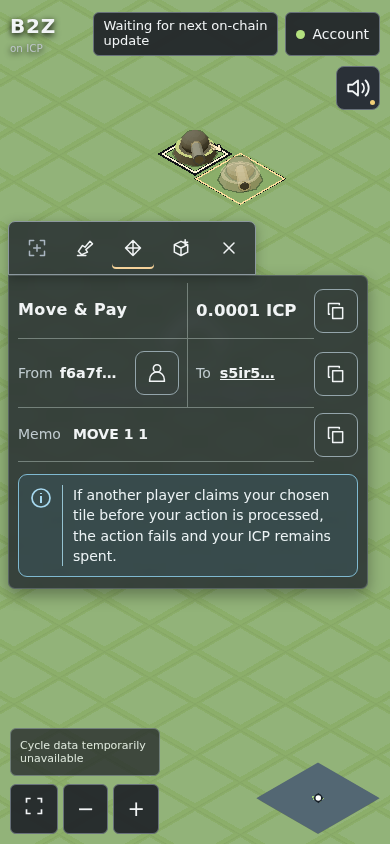 B2Z
on ICP
Waiting for next on-chain
update
Account
Move & Pay
0.0001 ICP
From f6a7f…
To s5ir5…
Memo MOVE 1 1
If another player claims your chosen
tile before your action is processed,
the action fails and your ICP remains
spent.
Cycle data temporarily
unavailable